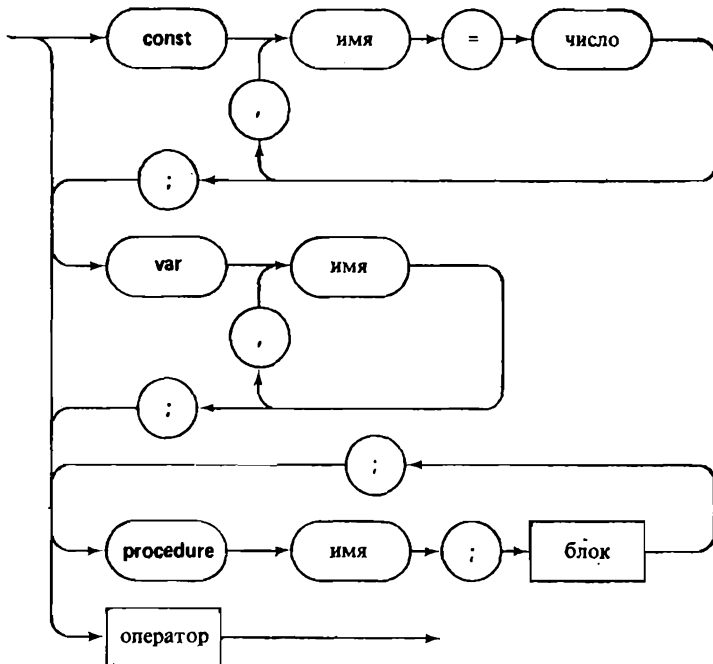 const имя = число
,
;
var имя
,
;
;
procedure имя ; блок
оператор